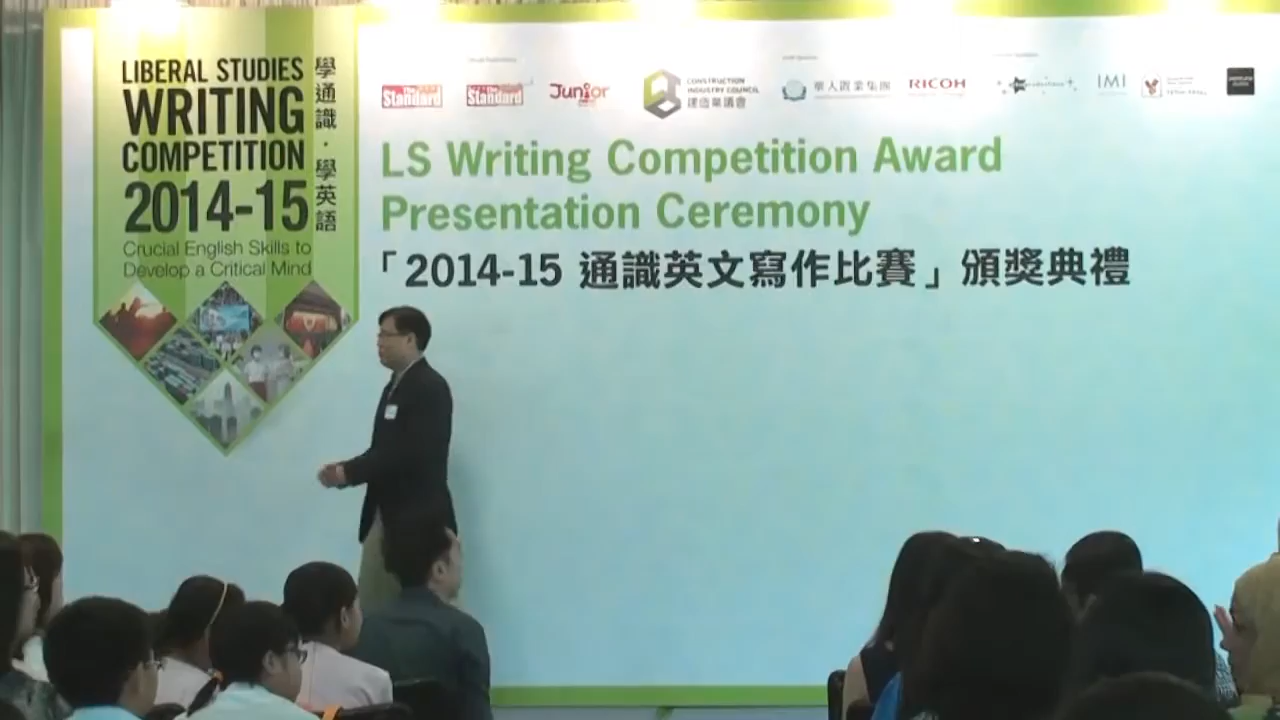 LIBERAL STUDIES
WRITING
COMPETITION
2014-15
學通識·學英語
Crucial English Skills to
Develop a Critical Mind
The Standard
The Standard
Junior
CONSTRUCTION
INDUSTRY COUNCIL
建造業議會
華人置業集團
RICOH
IMI
LS Writing Competition Award
Presentation Ceremony
「2014-15 通識英文寫作比賽」頒獎典禮